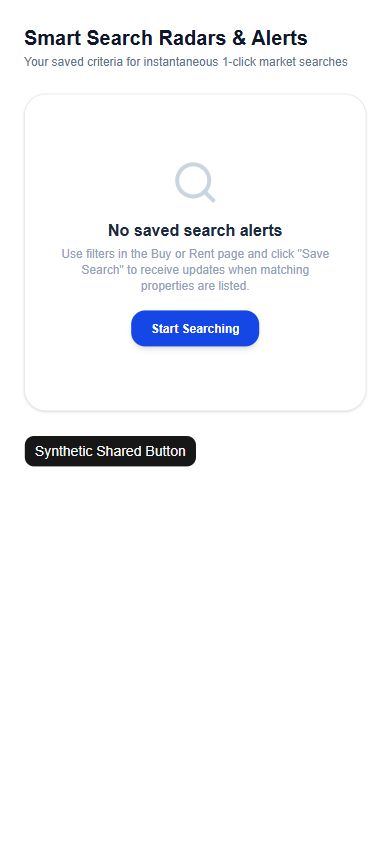 Smart Search Radars & Alerts
Your saved criteria for instantaneous 1-click market searches
No saved search alerts
Use filters in the Buy or Rent page and click "Save
Search" to receive updates when matching
properties are listed.
Start Searching
Synthetic Shared Button